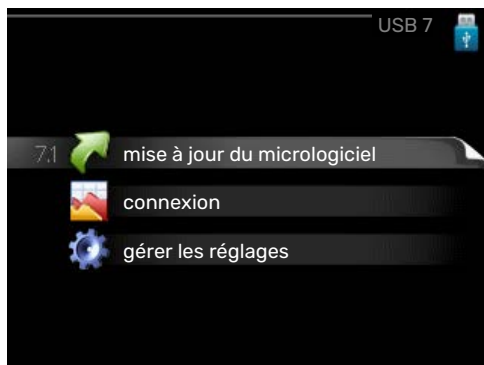 USB 7
7.1 mise à jour du micrologiciel
connexion
gérer les réglages